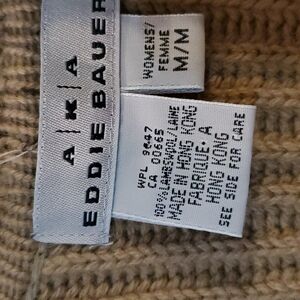 A|K|A
EDDIE BAUER
WOMENS/
FEMME
M/M
WPL 9647
CA 00665
100% LAMBSWOOL/LAINE
MADE IN HONG KONG
FABRIQUE· A
HONG KONG
SEE SIDE FOR CARE